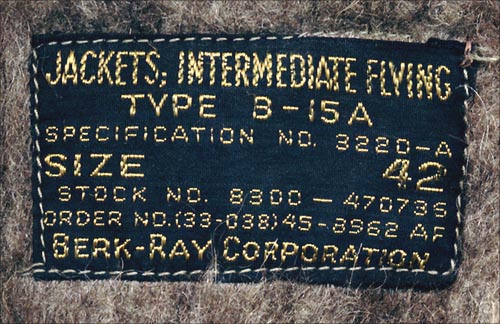 JACKETS; INTERMEDIATE FLYING
TYPE B-15A
SPECIFICATION NO. 3220-A
SIZE 42
STOCK NO. 8300 — 470736
ORDER NO.(33-038)45-8962 AF
BERK-RAY CORPORATION